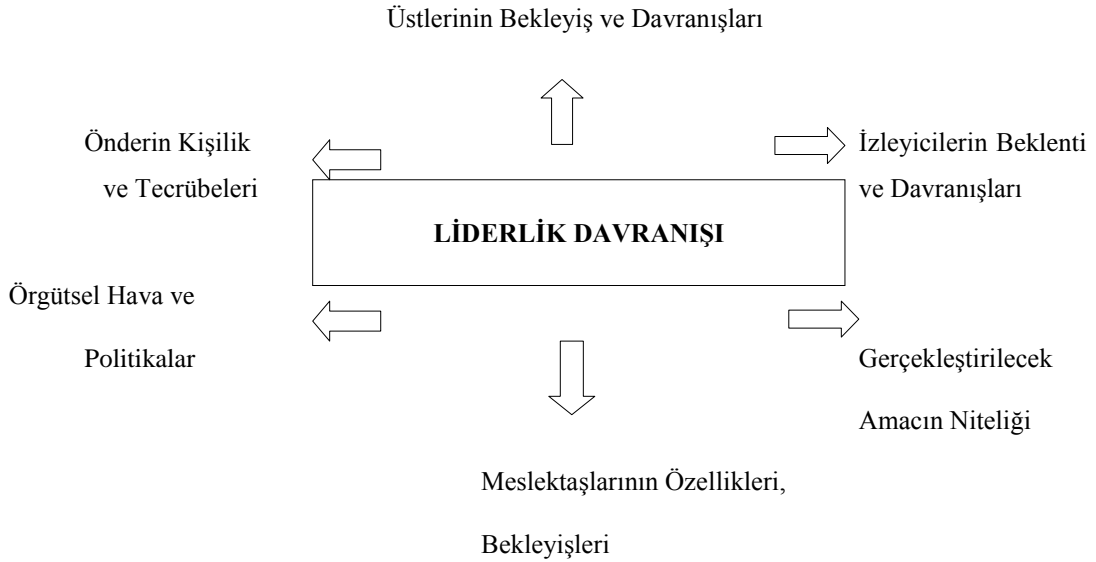 Üstlerinin Bekleyiş ve Davranışları
Önderin Kişilik
ve Tecrübeleri
İzleyicilerin Beklenti
ve Davranışları
LİDERLİK DAVRANIŞI
Örgütsel Hava ve
Politikalar
Gerçekleştirilecek
Amacın Niteliği
Meslektaşlarının Özellikleri,
Bekleyişleri